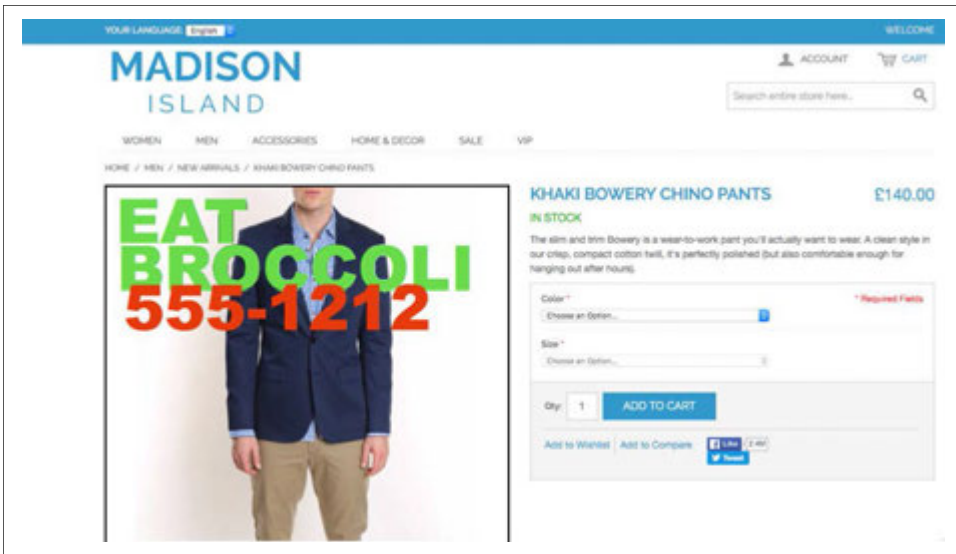 YOUR LANGUAGE: English
WELCOME
MADISON
ISLAND
ACCOUNT
CART
Search entire store here...
WOMEN MEN ACCESSORIES HOME & DECOR SALE VIP
HOME / MEN / NEW ARRIVALS / KHAKI BOWERY CHINO PANTS
EAT
BROCCOLI
555-1212
KHAKI BOWERY CHINO PANTS £140.00
IN STOCK
The slim and trim Bowery is a wear-to-work pant you'll actually want to wear. A clean style in
our crisp, compact cotton twill, it's perfectly polished (but also comfortable enough for
hanging out after hours).
Color * * Required Fields
Choose an Option...
Size *
Choose an Option...
Qty: 1 ADD TO CART
Add to Wishlist Add to Compare Like
Tweet